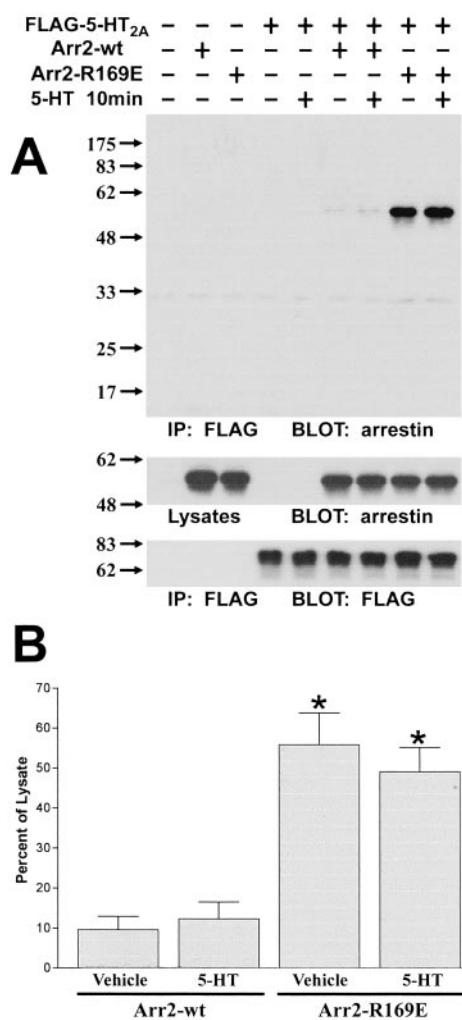 FLAG-5-HT2A – – – + + + + + +
Arr2-wt – + – – – + + – –
Arr2-R169E – – + – – – – + +
5-HT 10min – – – – + – + – +
A
175
83
62
48
33
25
17
IP: FLAG BLOT: arrestin
62
48
Lysates BLOT: arrestin
83
62
IP: FLAG BLOT: FLAG
B
Percent of Lysate
70
60
50
40
30
20
10
0
* *
Vehicle 5-HT Vehicle 5-HT
Arr2-wt Arr2-R169E